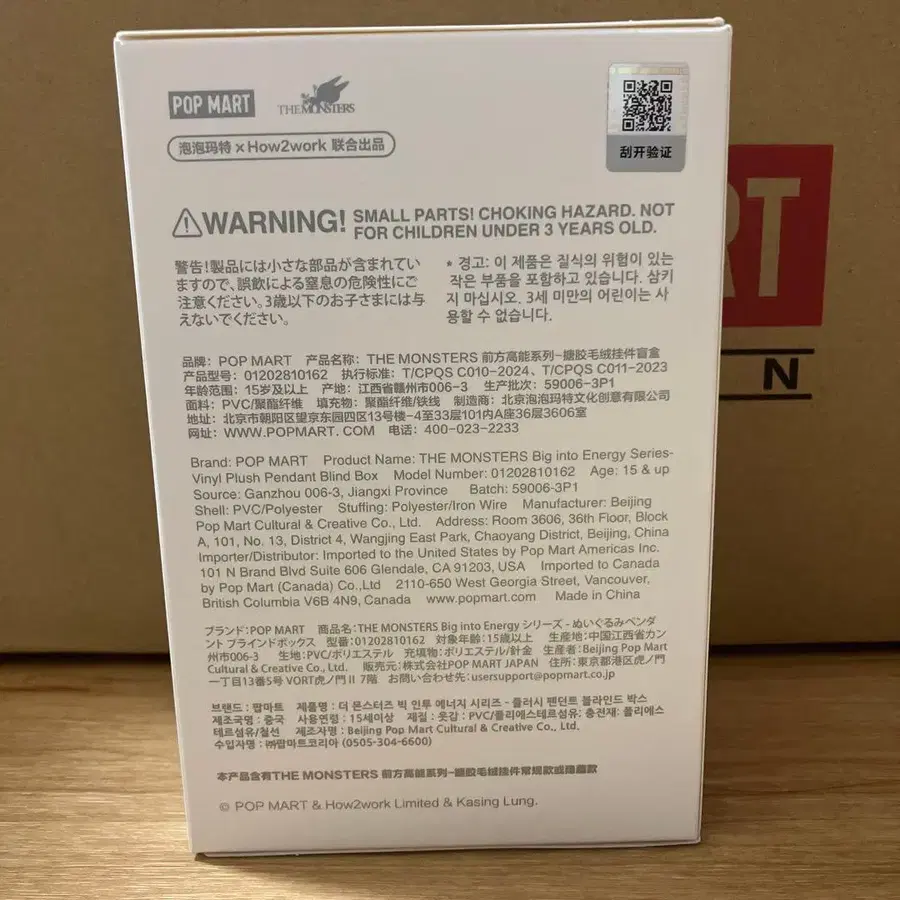 POP MART
THE MONSTERS
泡泡玛特 × How2work 联合出品
刮开验证
WARNING! SMALL PARTS! CHOKING HAZARD. NOT
FOR CHILDREN UNDER 3 YEARS OLD.
警告!製品には小さな部品が含まれてい
ますので、誤飲による窒息の危険性にご
注意ください。3歳以下のお子さまには与
えないでください。
* 경고: 이 제품은 질식의 위험이 있는
작은 부품을 포함하고 있습니다. 삼키
지 마십시오. 3세 미만의 어린이는 사
용할 수 없습니다.
品牌: POP MART 产品名称: THE MONSTERS 前方高能系列-搪胶毛绒挂件盲盒
产品型号: 01202810162 执行标准: T/CPQS C010-2024、T/CPQS C011-2023
年龄范围: 15岁及以上 产地: 江西省赣州市006-3 生产批次: 59006-3P1
面料: PVC/聚酯纤维 填充物: 聚酯纤维/铁线 制造商: 北京泡泡玛特文化创意有限公司
地址: 北京市朝阳区望京东园四区13号楼-4至33层101内A座36层3606室
网址: WWW.POPMART.COM 电话: 400-023-2233
Brand: POP MART Product Name: THE MONSTERS Big into Energy Series-
Vinyl Plush Pendant Blind Box Model Number: 01202810162 Age: 15 & up
Source: Ganzhou 006-3, Jiangxi Province Batch: 59006-3P1
Shell: PVC/Polyester Stuffing: Polyester/Iron Wire Manufacturer: Beijing
Pop Mart Cultural & Creative Co., Ltd. Address: Room 3606, 36th Floor, Block
A, 101, No. 13, District 4, Wangjing East Park, Chaoyang District, Beijing, China
Importer/Distributor: Imported to the United States by Pop Mart Americas Inc.
101 N Brand Blvd Suite 606 Glendale, CA 91203, USA Imported to Canada
by Pop Mart (Canada) Co.,Ltd 2110-650 West Georgia Street, Vancouver,
British Columbia V6B 4N9, Canada www.popmart.com Made in China
ブランド:POP MART 商品名:THE MONSTERS Big into Energy シリーズ - ぬいぐるみペンダ
ント ブラインドボックス 型番:01202810162 対象年齢:15歳以上 生産地:中国江西省カン
州市006-3 生地:PVC/ポリエステル 充填物:ポリエステル/針金 生産者:Beijing Pop Mart
Cultural & Creative Co., Ltd. 販売元:株式会社POP MART JAPAN 住所:東京都港区虎ノ門
一丁目13番5号 VORT虎ノ門Ⅱ 7階 お問い合わせ先:usersupport@popmart.co.jp
브랜드 : 팝마트 제품명 : 더 몬스터즈 빅 인투 에너지 시리즈 - 플러시 펜던트 블라인드 박스
제조국명 : 중국 사용연령 : 15세이상 재질 : 겉감: PVC/폴리에스테르섬유; 충전재: 폴리에스
테르섬유/철선 제조자명 : Beijing Pop Mart Cultural & Creative Co., Ltd.
수입자명 : ㈜팝마트코리아 (0505-304-6600)
本产品含有THE MONSTERS 前方高能系列-搪胶毛绒挂件常规款或隐藏款
© POP MART & How2work Limited & Kasing Lung.
RT
N